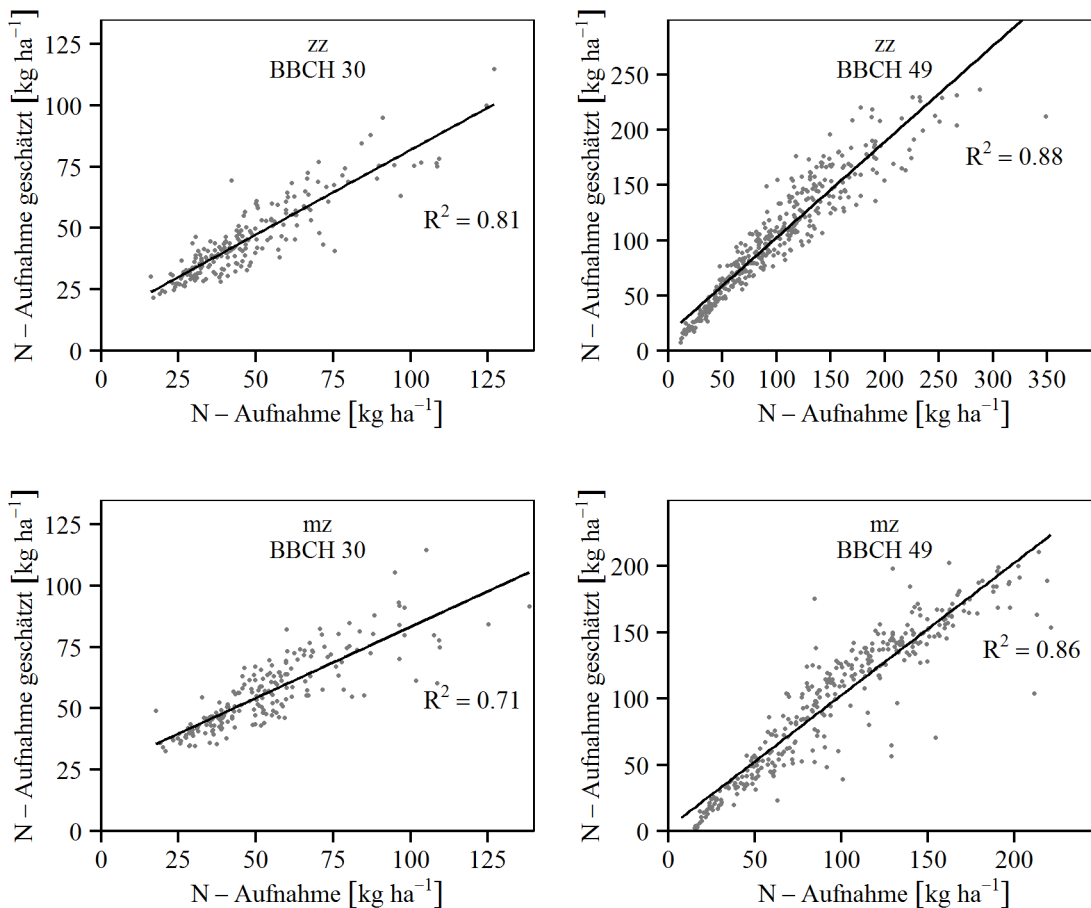 N – Aufnahme geschätzt [kg ha⁻¹]
125
100
75
50
25
0
zz
BBCH 30
R² = 0.81
0 25 50 75 100 125
N – Aufnahme [kg ha⁻¹]
N – Aufnahme geschätzt [kg ha⁻¹]
250
200
150
100
50
0
zz
BBCH 49
R² = 0.88
0 50 100 150 200 250 300 350
N – Aufnahme [kg ha⁻¹]
N – Aufnahme geschätzt [kg ha⁻¹]
125
100
75
50
25
0
mz
BBCH 30
R² = 0.71
0 25 50 75 100 125
N – Aufnahme [kg ha⁻¹]
N – Aufnahme geschätzt [kg ha⁻¹]
200
150
100
50
0
mz
BBCH 49
R² = 0.86
0 50 100 150 200
N – Aufnahme [kg ha⁻¹]